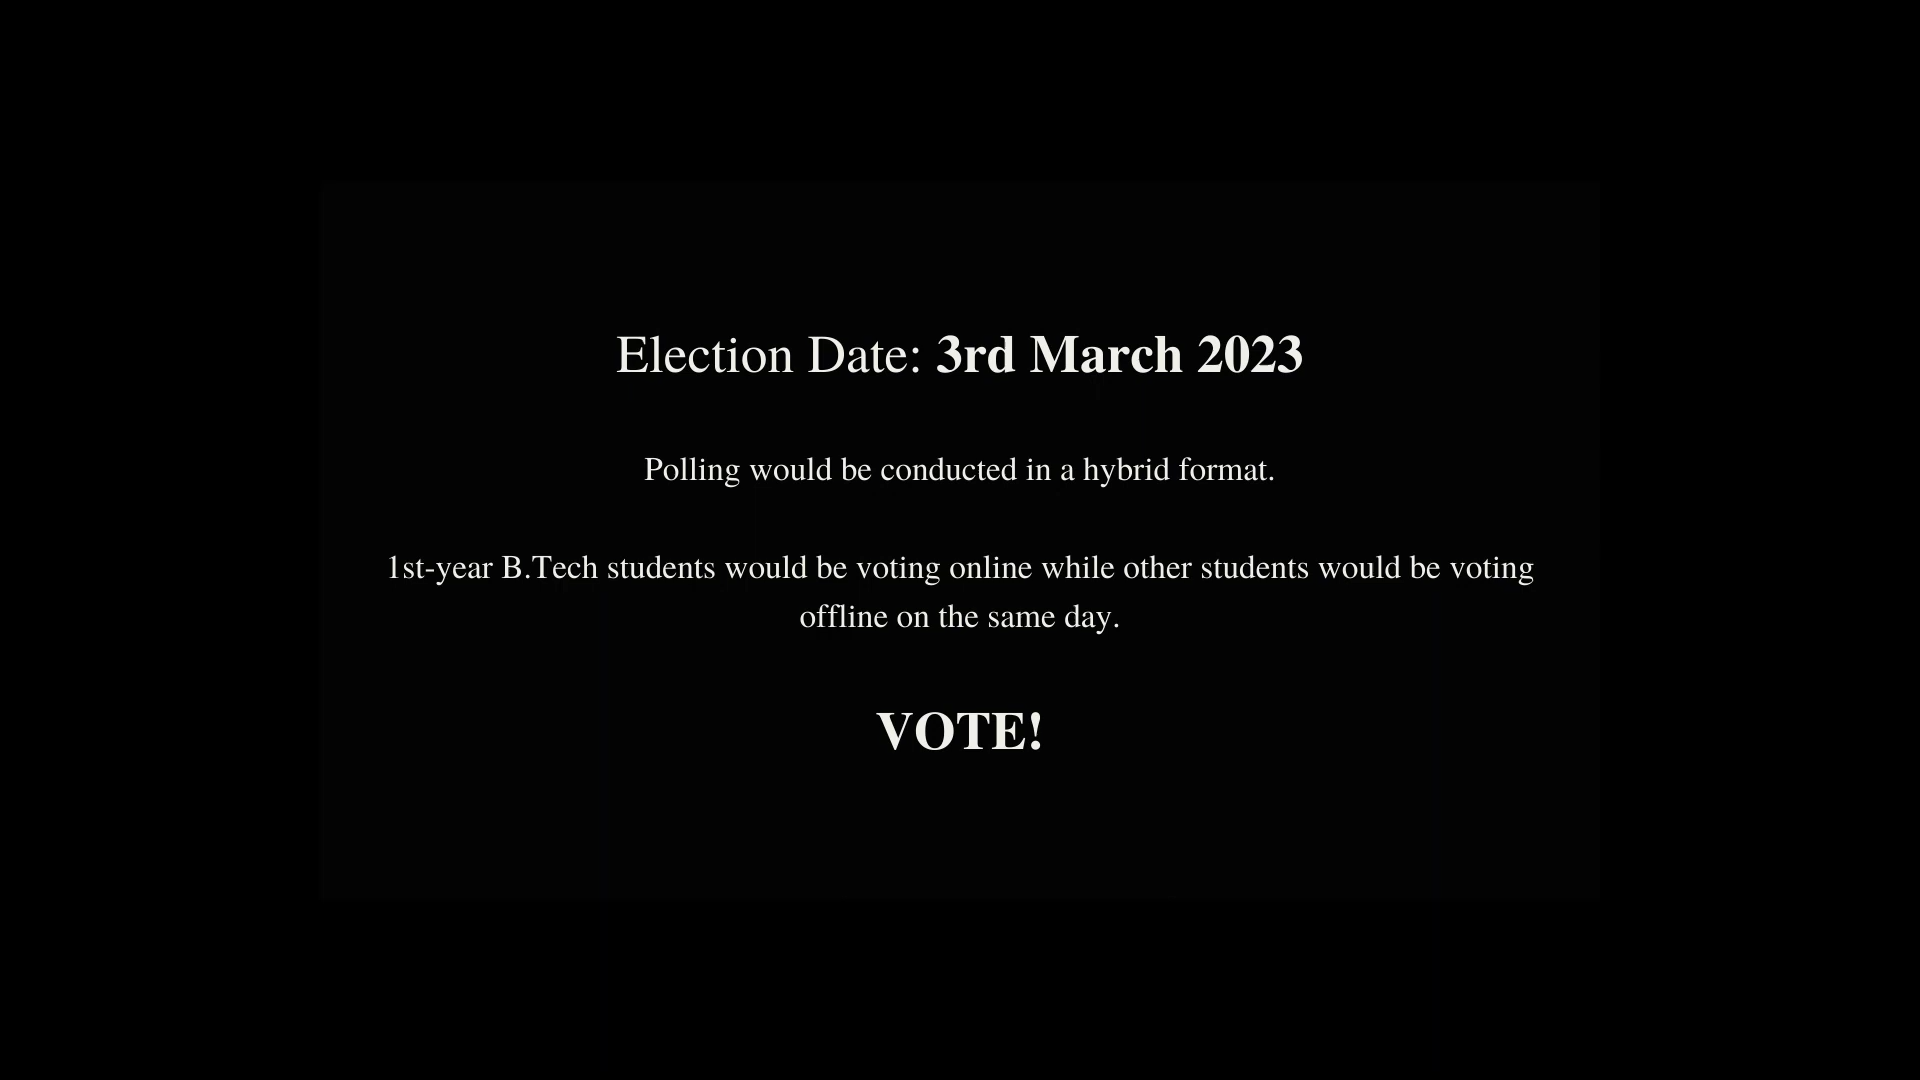 Election Date: 3rd March 2023
Polling would be conducted in a hybrid format.
1st-year B.Tech students would be voting online while other students would be voting
offline on the same day.
VOTE!